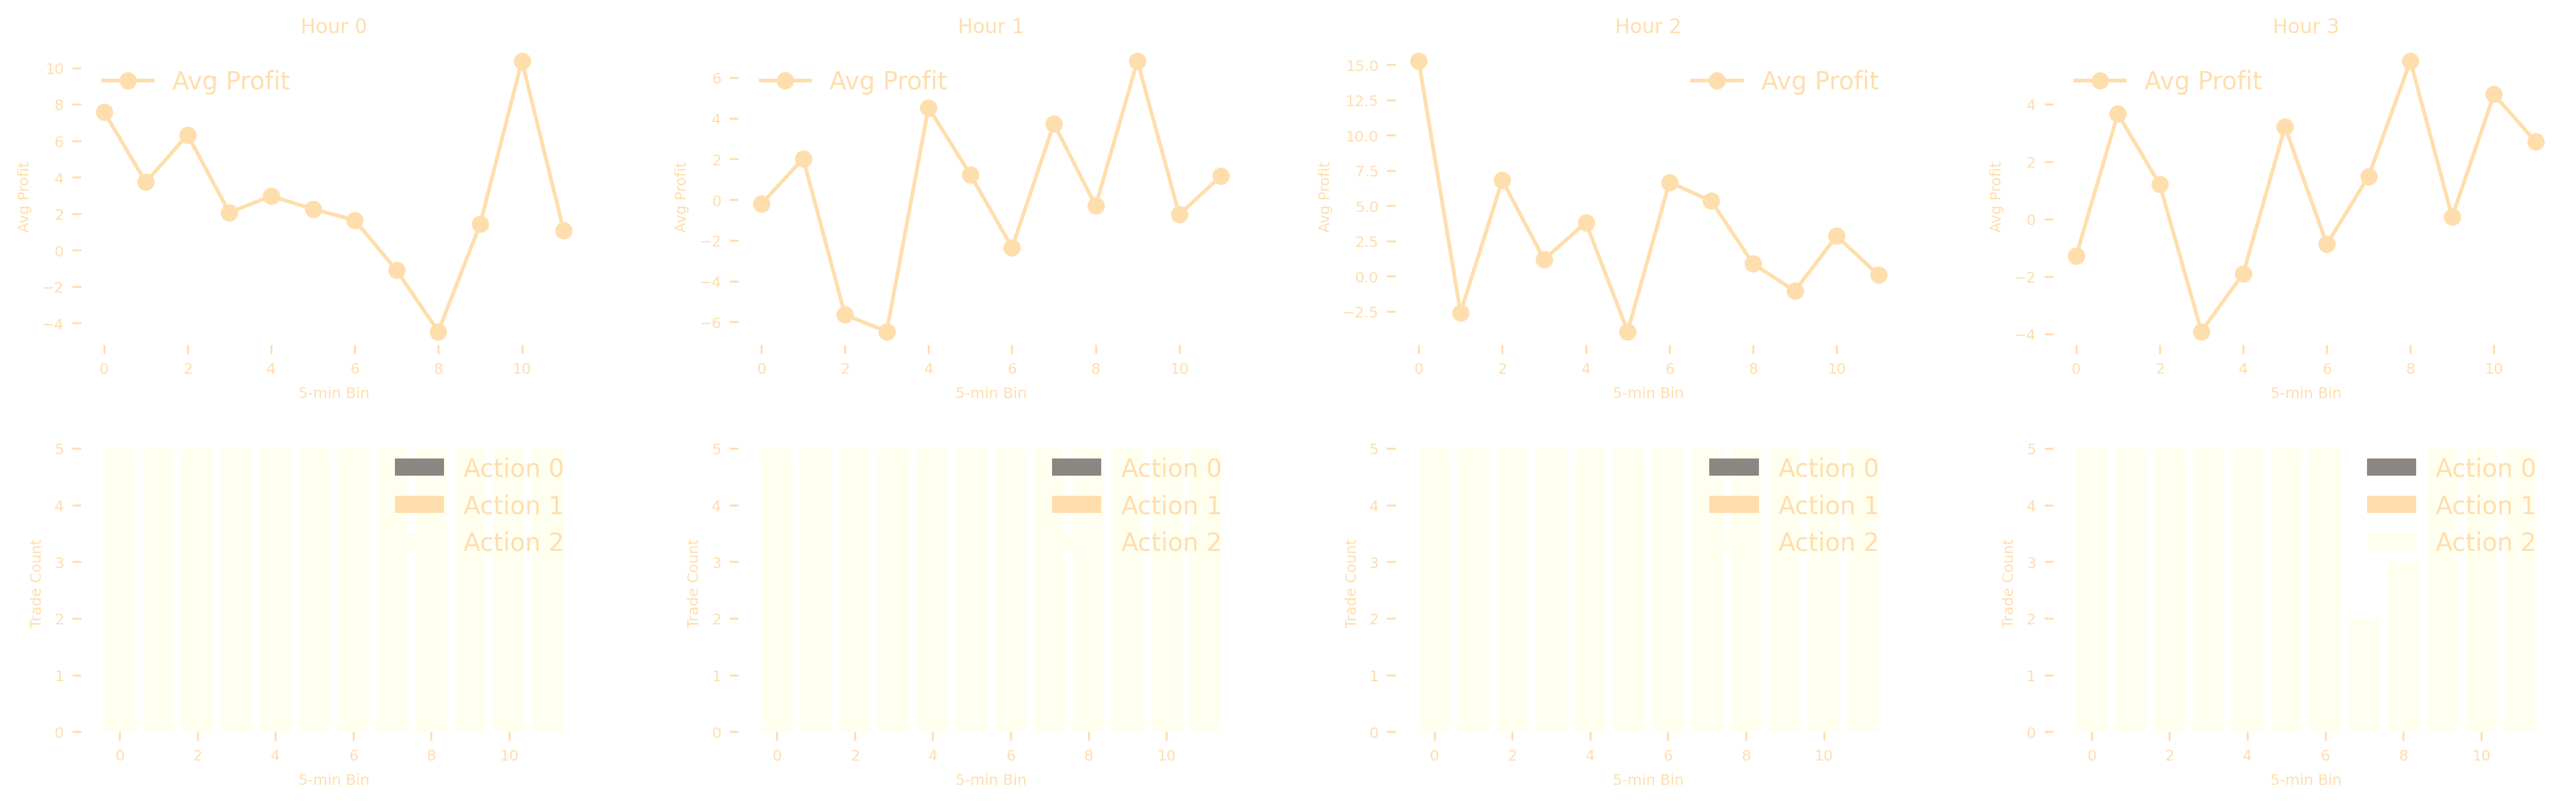 Hour 0
10
8
6
4
2
0
−2
−4
Avg Profit
Avg Profit
0 2 4 6 8 10
5-min Bin
Hour 1
6
4
2
0
−2
−4
−6
Avg Profit
Avg Profit
0 2 4 6 8 10
5-min Bin
Hour 2
15.0
12.5
10.0
7.5
5.0
2.5
0.0
−2.5
Avg Profit
Avg Profit
0 2 4 6 8 10
5-min Bin
Hour 3
4
2
0
−2
−4
Avg Profit
Avg Profit
0 2 4 6 8 10
5-min Bin
5
4
3
2
1
0
Trade Count
Action 0
Action 1
Action 2
0 2 4 6 8 10
5-min Bin
5
4
3
2
1
0
Trade Count
Action 0
Action 1
Action 2
0 2 4 6 8 10
5-min Bin
5
4
3
2
1
0
Trade Count
Action 0
Action 1
Action 2
0 2 4 6 8 10
5-min Bin
5
4
3
2
1
0
Trade Count
Action 0
Action 1
Action 2
0 2 4 6 8 10
5-min Bin